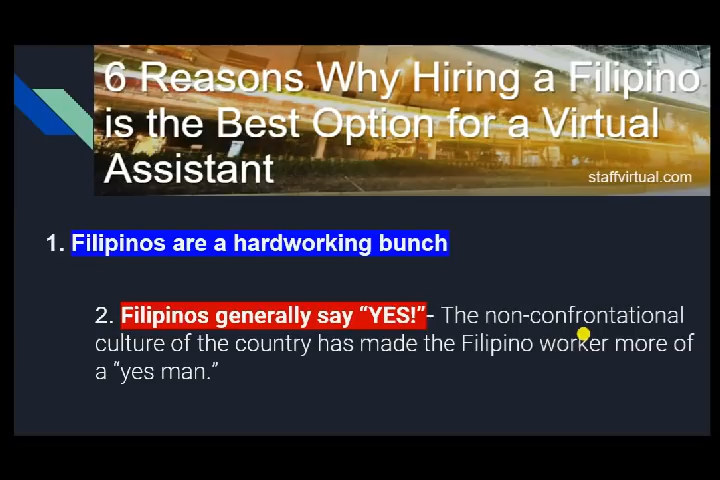 6 Reasons Why Hiring a Filipino
is the Best Option for a Virtual
Assistant
staffvirtual.com
1. Filipinos are a hardworking bunch
2. Filipinos generally say “YES!”- The non-confrontational
culture of the country has made the Filipino worker more of
a “yes man.”